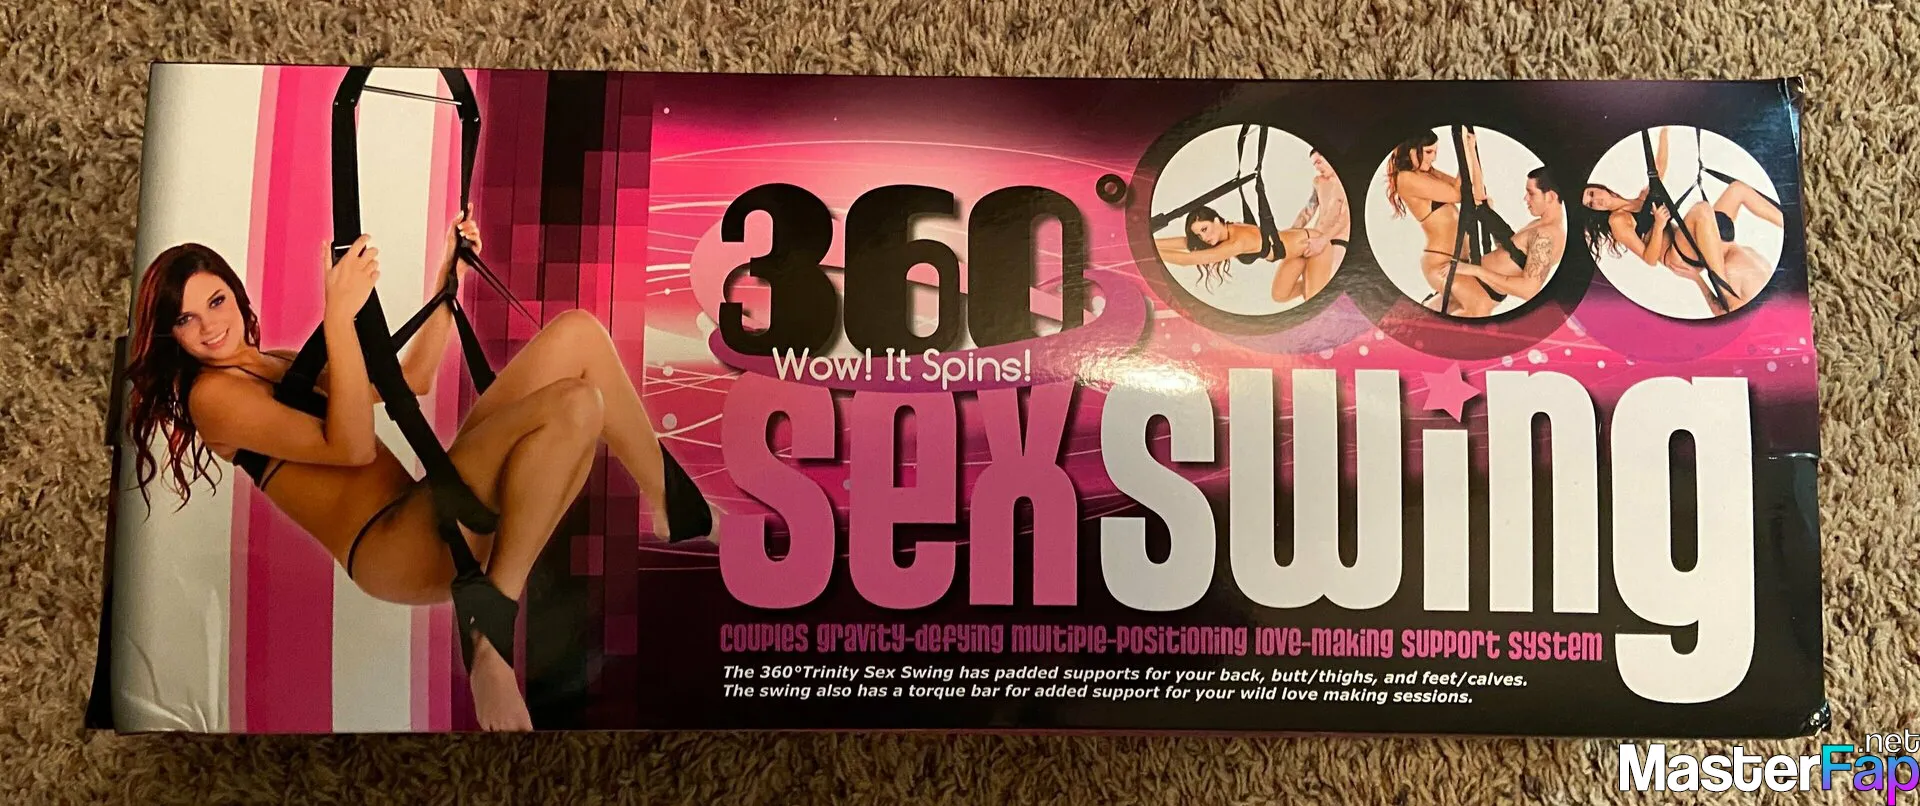 360°
Wow! It Spins!
sexswing
couples gravity-defying multiple-positioning love-making support system
The 360°Trinity Sex Swing has padded supports for your back, butt/thighs, and feet/calves.
The swing also has a torque bar for added support for your wild love making sessions.
MasterFap.net